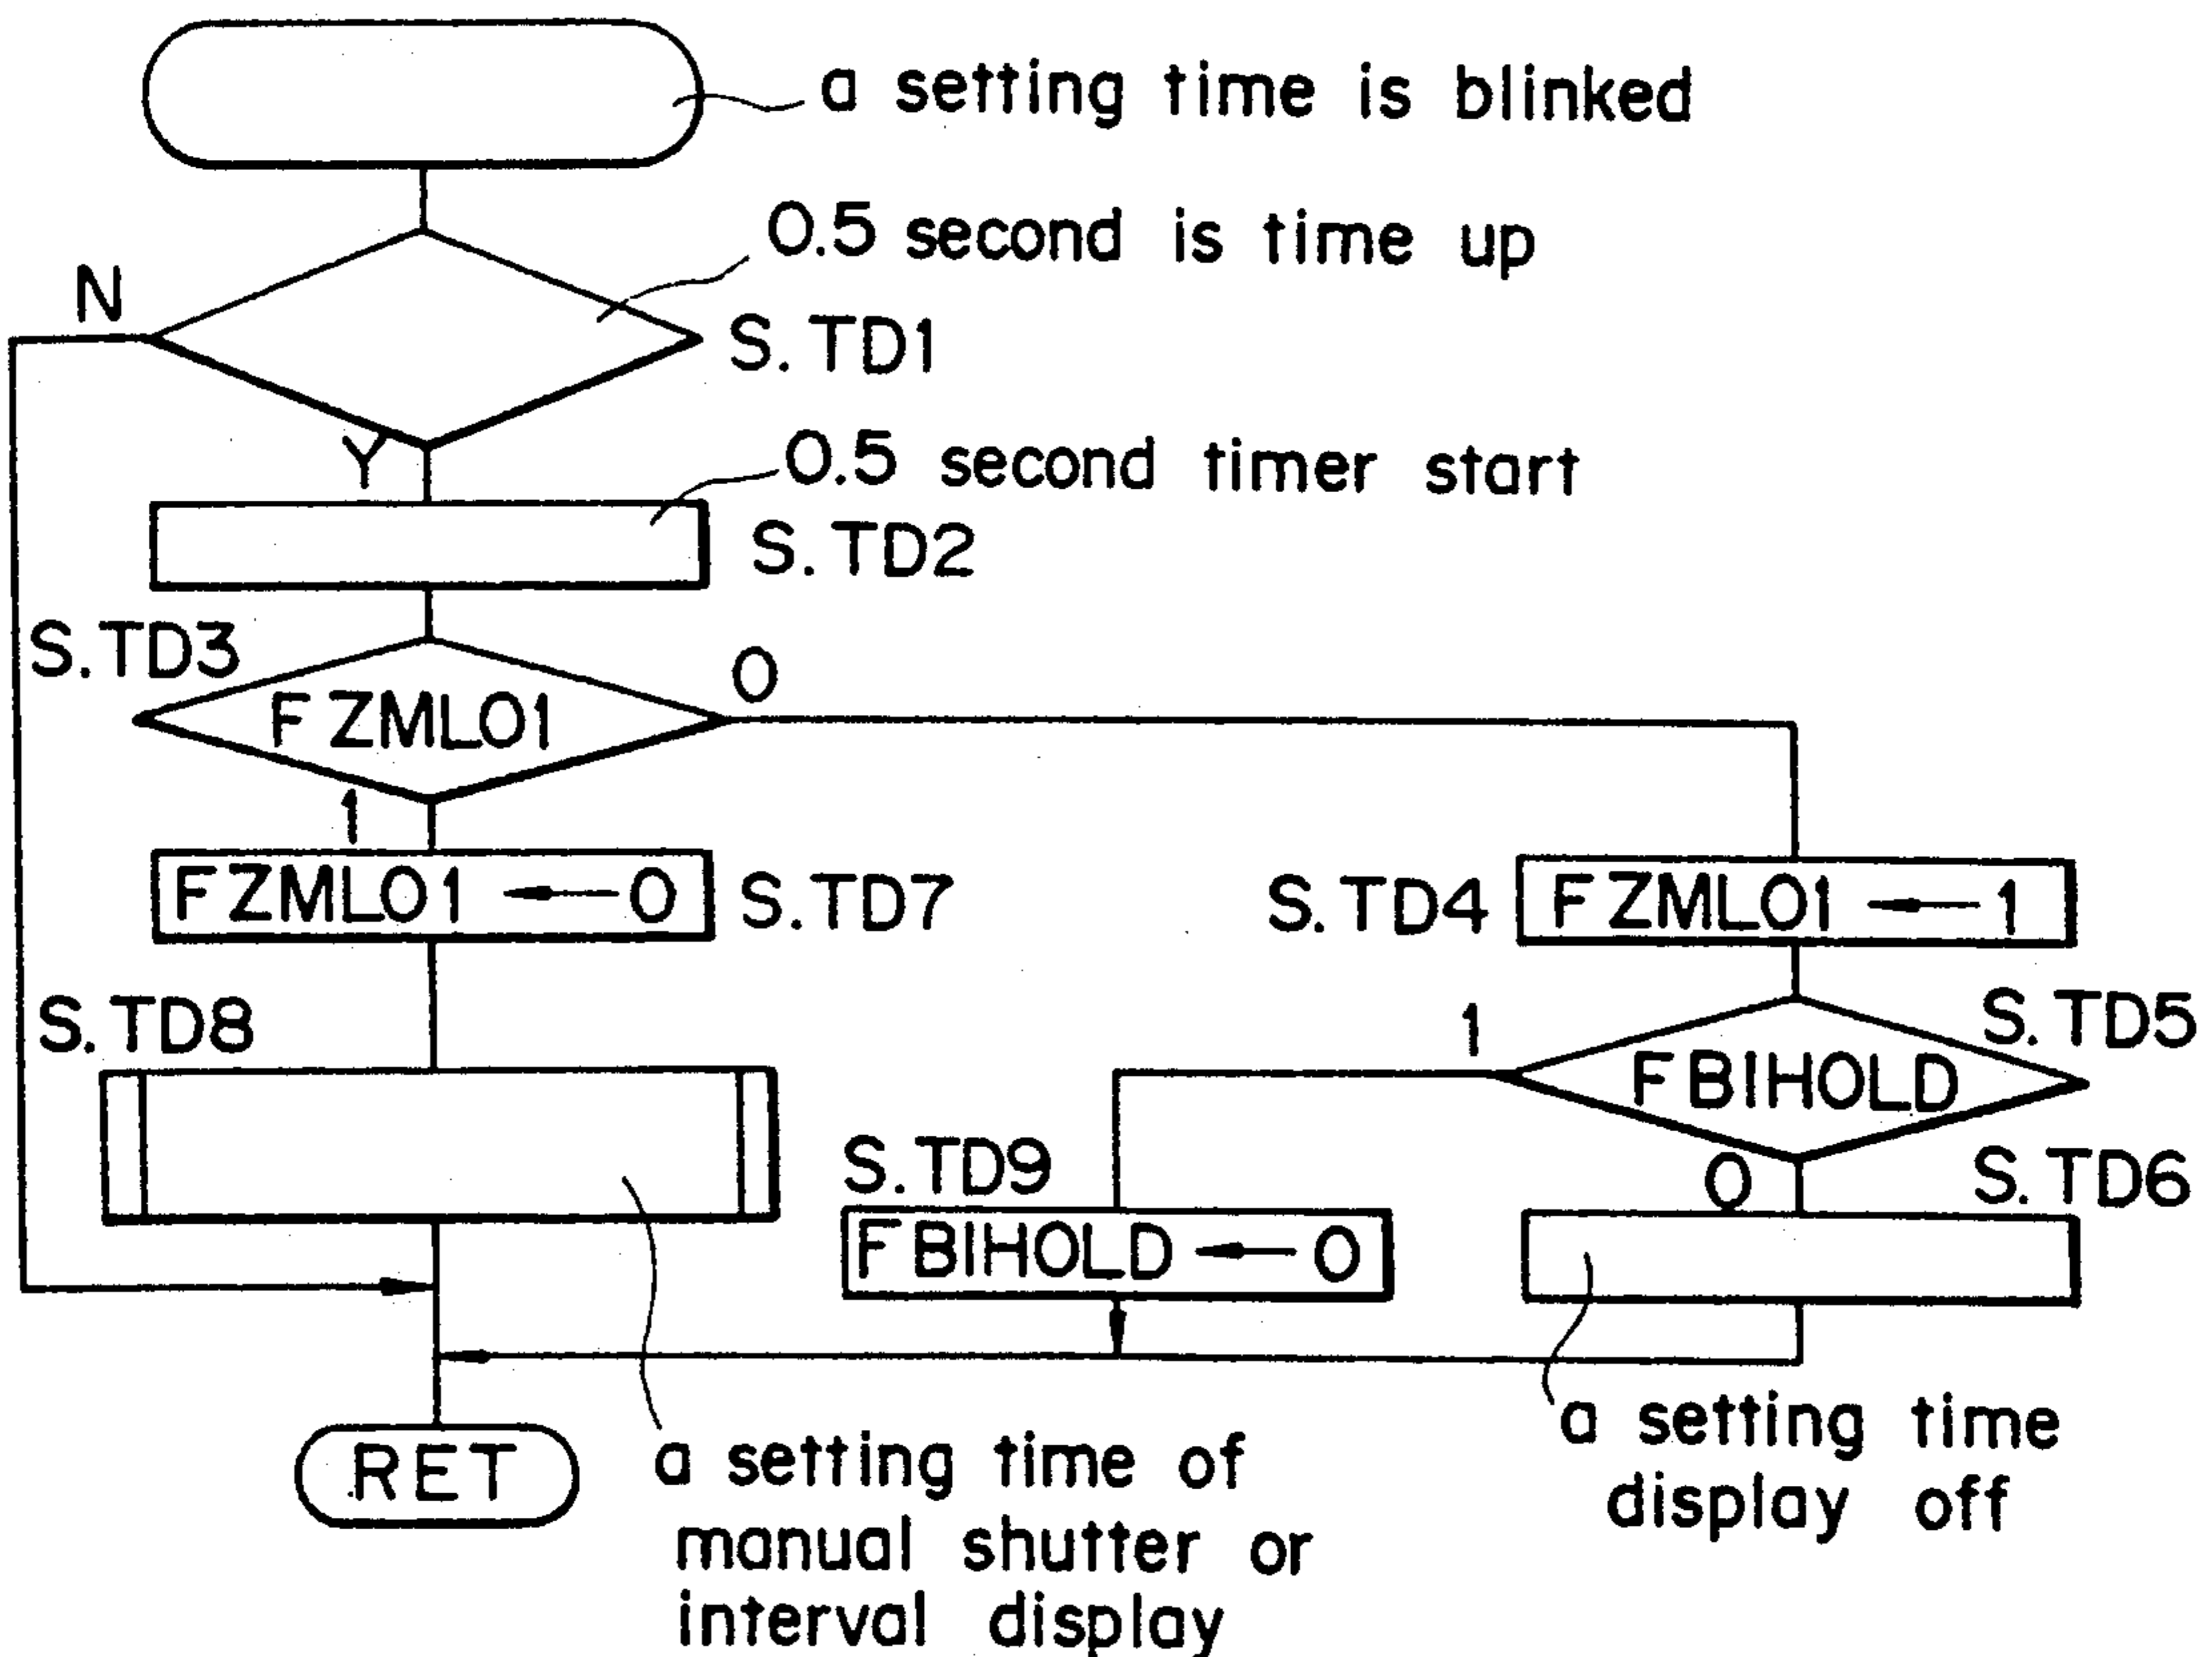 a setting time is blinked
0.5 second is time up
N
S.TD1
Y
0.5 second timer start
S.TD2
S.TD3
0
FZML01
1
FZML01 ← 0
S.TD7
S.TD4
FZML01 ← 1
S.TD8
1
S.TD5
FBIHOLD
S.TD9
0
S.TD6
FBIHOLD ← 0
RET
a setting time of
manual shutter or
interval display
a setting time
display off